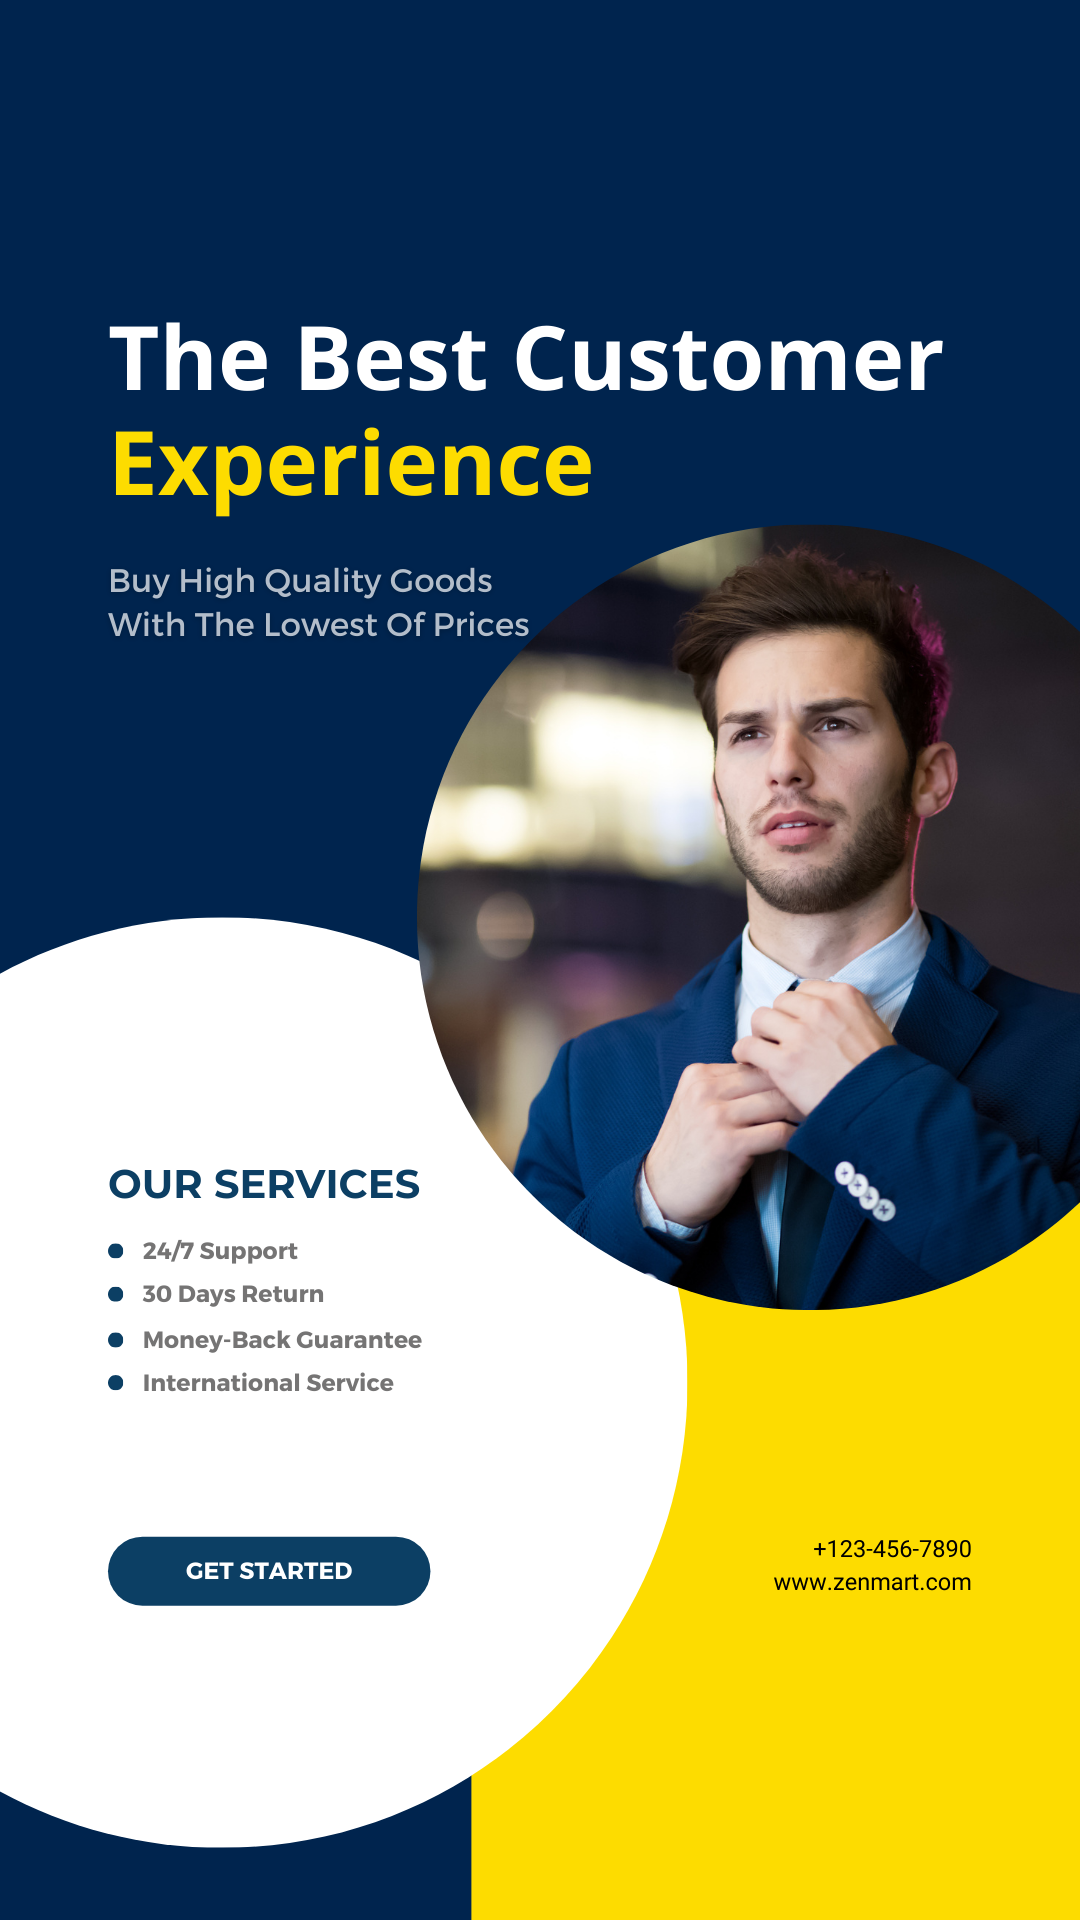 The Best Customer
Experience
Buy High Quality Goods
With The Lowest Of Prices
OUR SERVICES
24/7 Support
30 Days Return
Money-Back Guarantee
International Service
GET STARTED
+123-456-7890
www.zenmart.com